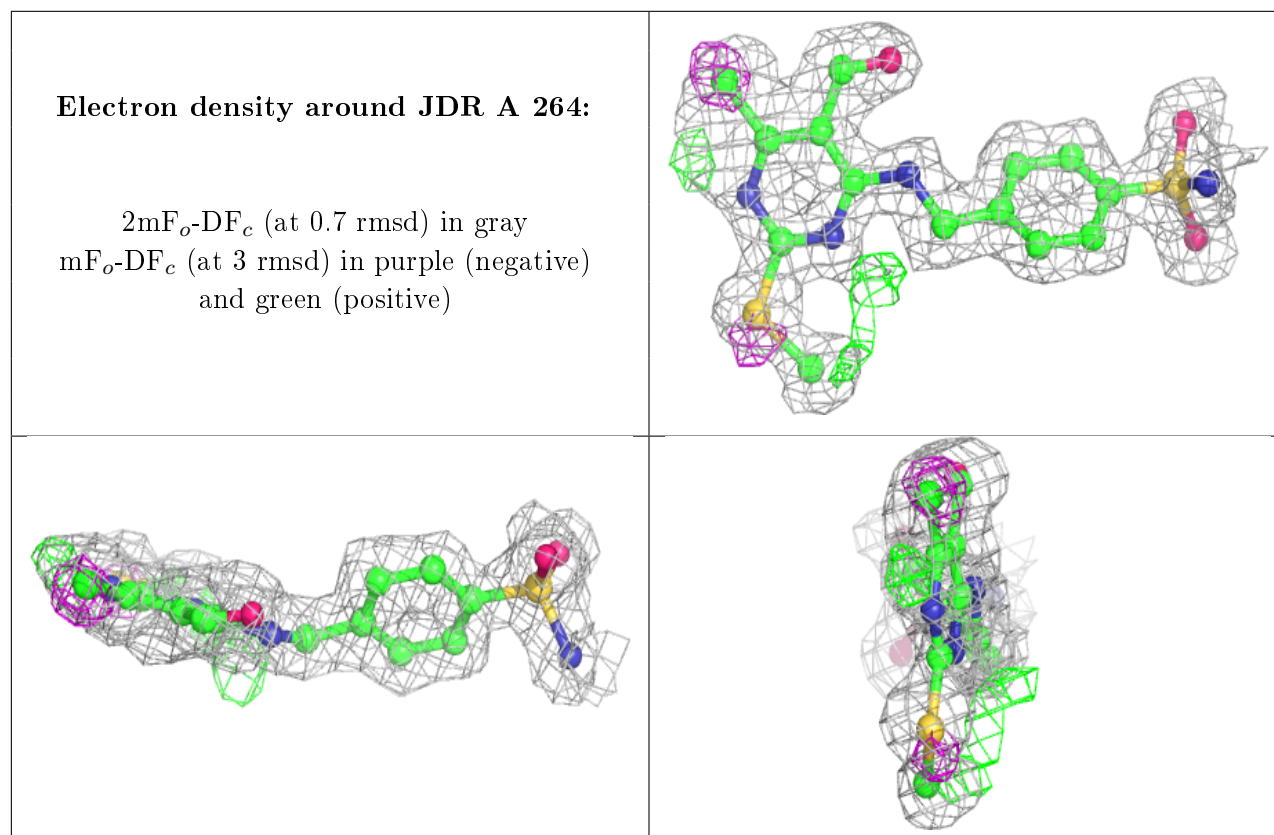 Electron density around JDR A 264:
2mFₒ-DF𝒸 (at 0.7 rmsd) in gray
mFₒ-DF𝒸 (at 3 rmsd) in purple (negative)
and green (positive)